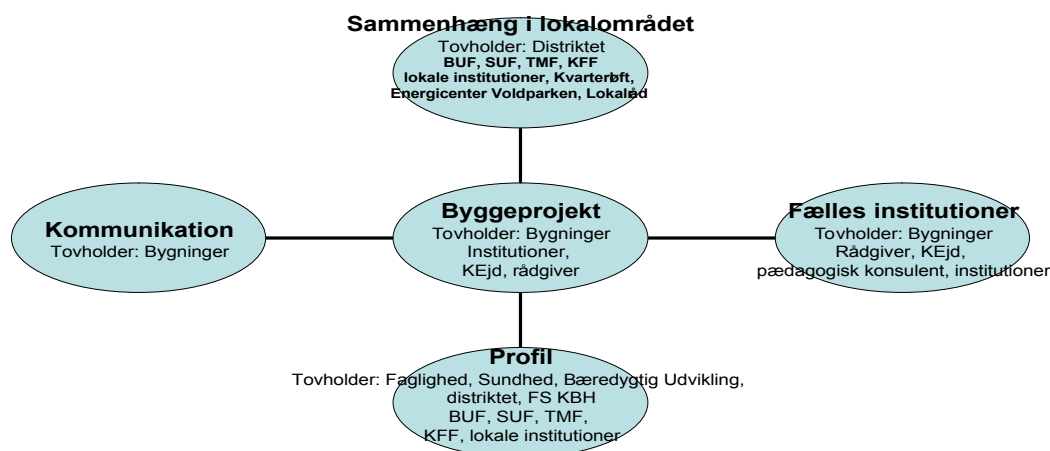 Sammenhæng i lokalområdet
Tovholder: Distriktet
BUF, SUF, TMF, KFF
lokale institutioner, Kvarterløft,
Energicenter Voldparken, Lokalråd
Kommunikation
Tovholder: Bygninger
Byggeprojekt
Tovholder: Bygninger
Institutioner,
KEjd, rådgiver
Fælles institutioner
Tovholder: Bygninger
Rådgiver, KEjd,
pædagogisk konsulent, institutioner
Profil
Tovholder: Faglighed, Sundhed, Bæredygtig Udvikling,
distriktet, FS KBH
BUF, SUF, TMF,
KFF, lokale institutioner